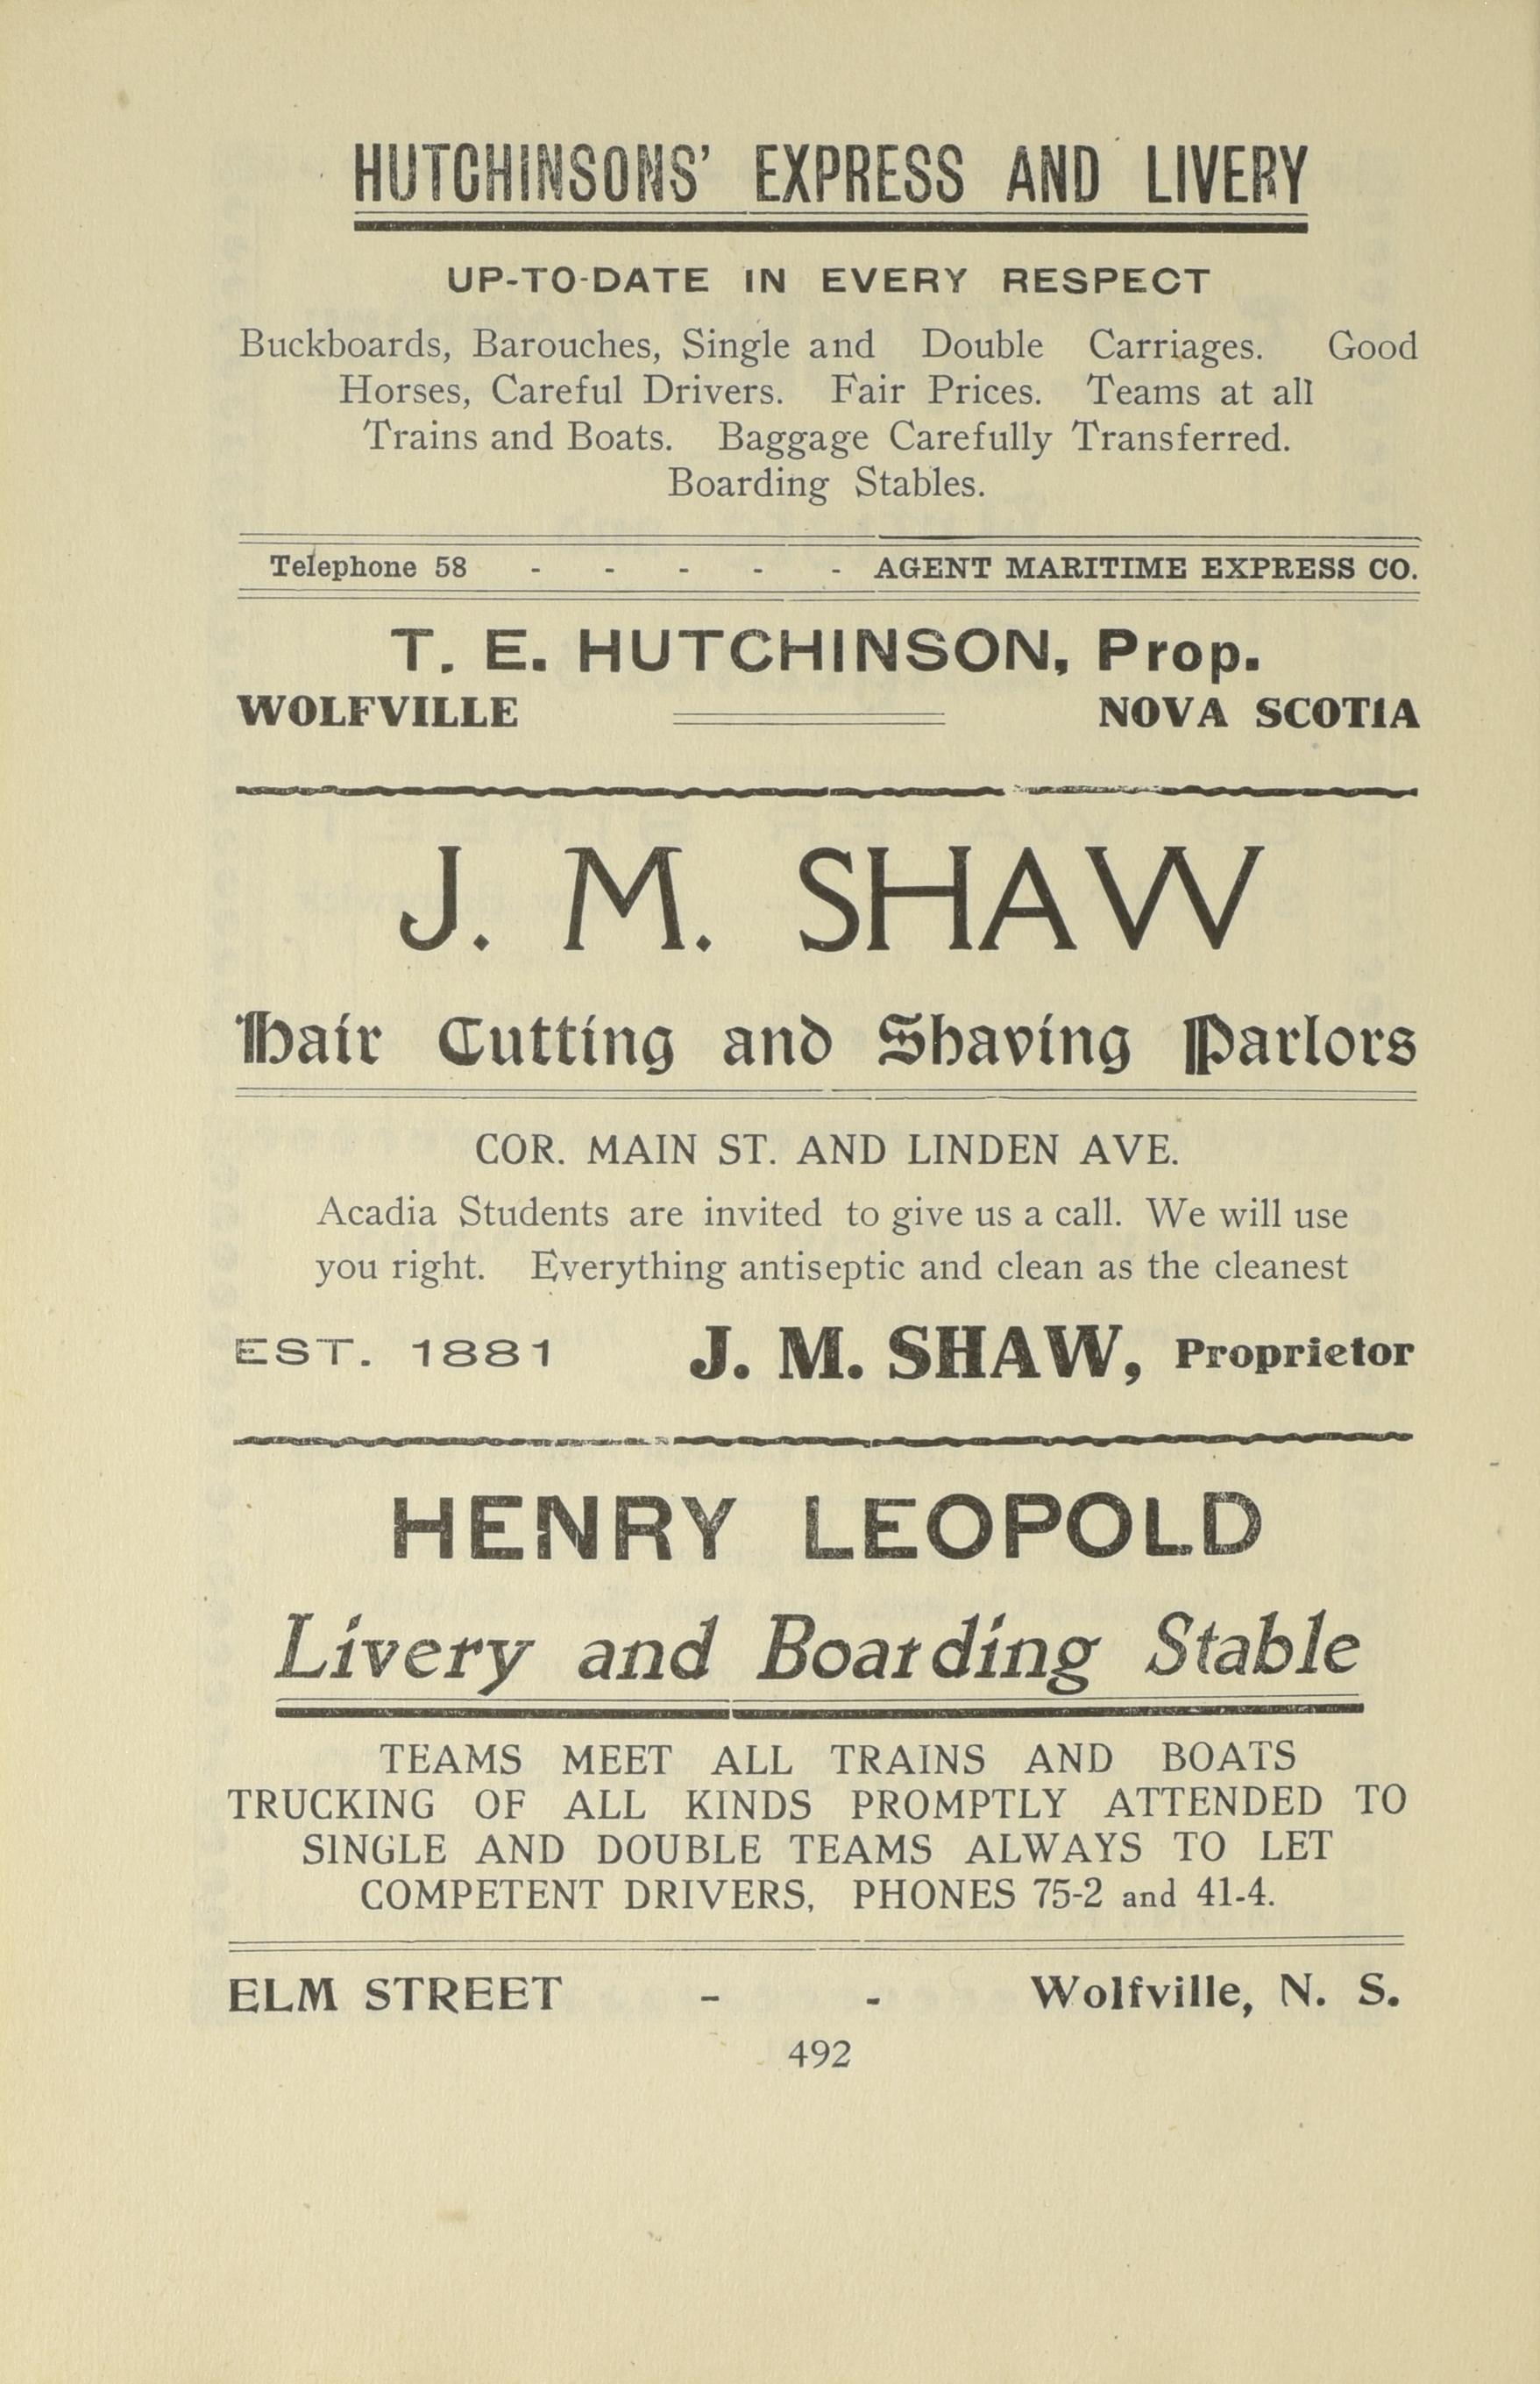 HUTCHINSONS' EXPRESS AND LIVERY
UP-TO-DATE IN EVERY RESPECT
Buckboards, Barouches, Single and Double Carriages. Good
Horses, Careful Drivers. Fair Prices. Teams at all
Trains and Boats. Baggage Carefully Transferred.
Boarding Stables.
Telephone 58 - - - - - AGENT MARITIME EXPRESS CO.
T. E. HUTCHINSON, Prop.
WOLFVILLE NOVA SCOTIA
J. M. SHAW
Hair Cutting and Shaving Parlors
COR. MAIN ST. AND LINDEN AVE.
Acadia Students are invited to give us a call. We will use
you right. Everything antiseptic and clean as the cleanest
EST. 1881 J. M. SHAW, Proprietor
HENRY LEOPOLD
Livery and Boarding Stable
TEAMS MEET ALL TRAINS AND BOATS
TRUCKING OF ALL KINDS PROMPTLY ATTENDED TO
SINGLE AND DOUBLE TEAMS ALWAYS TO LET
COMPETENT DRIVERS, PHONES 75-2 and 41-4.
ELM STREET - - Wolfville, N. S.
492